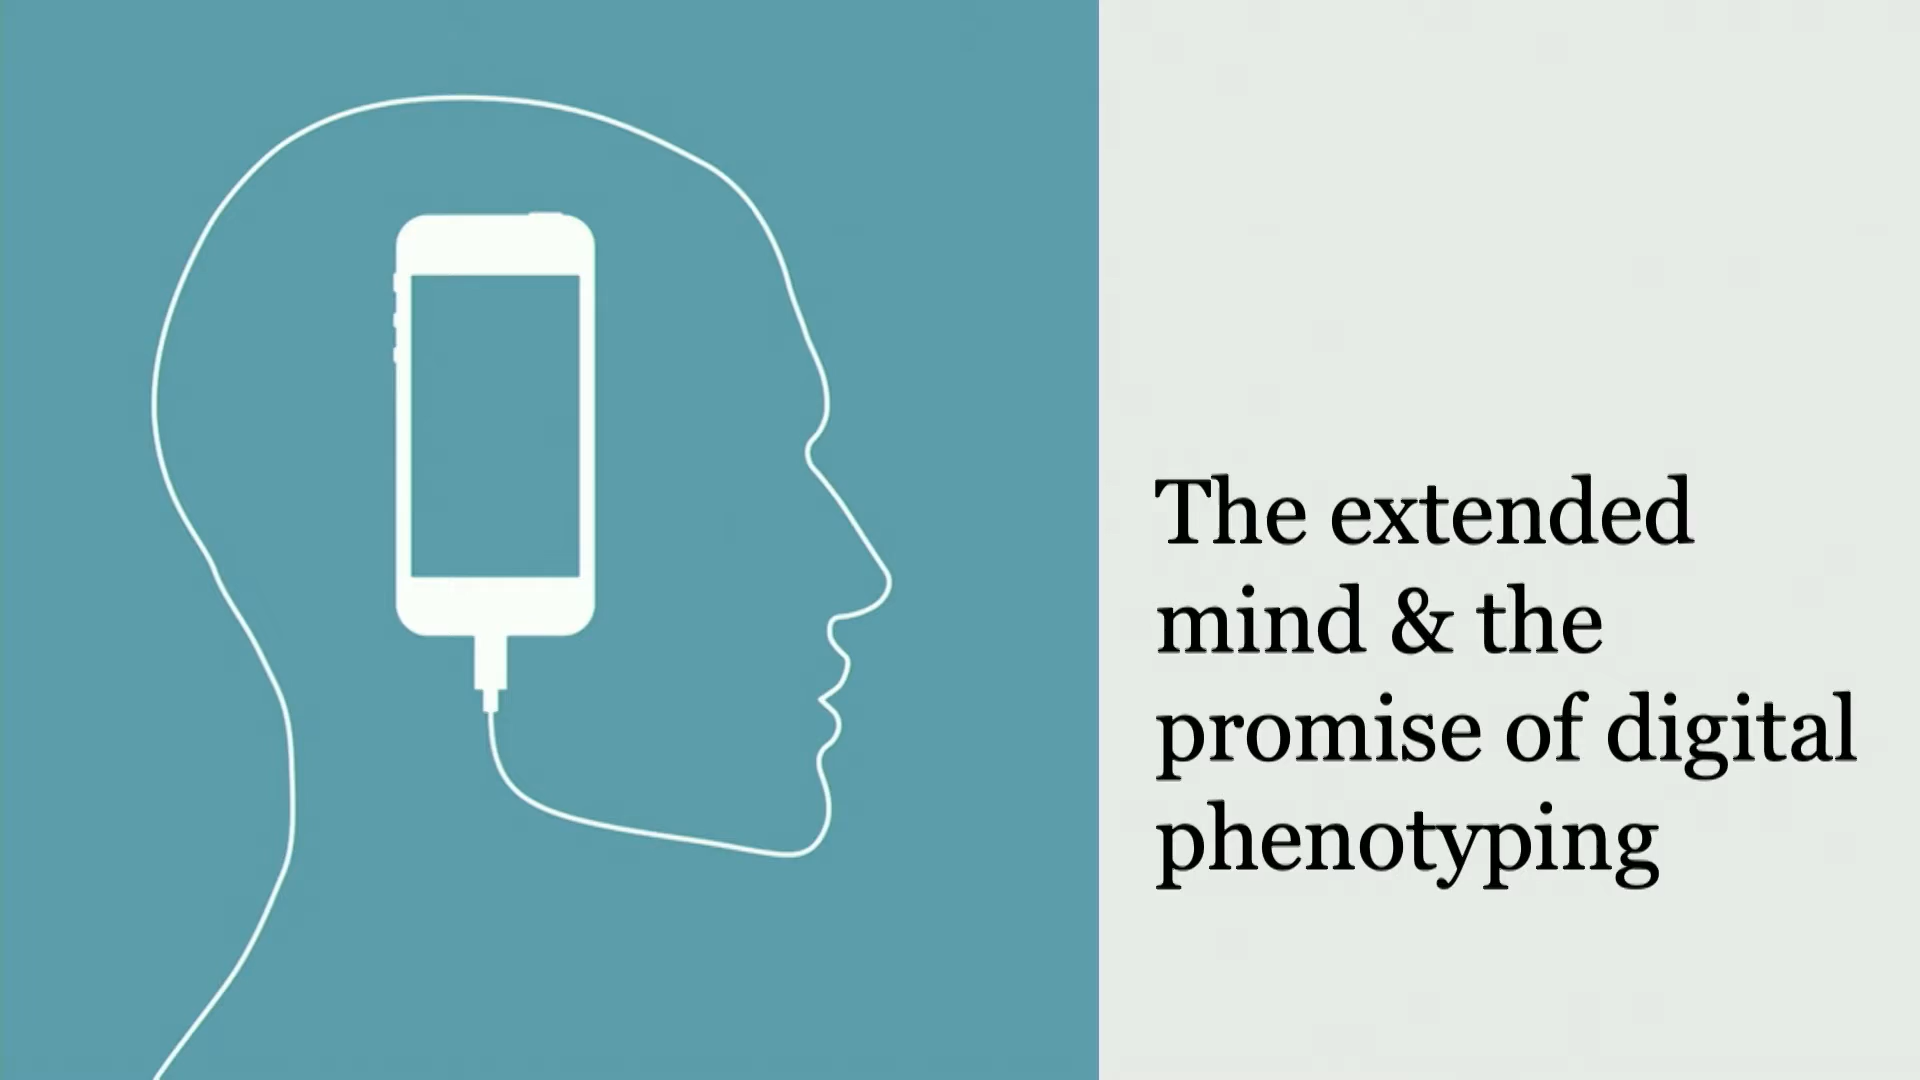 The extended
mind & the
promise of digital
phenotyping